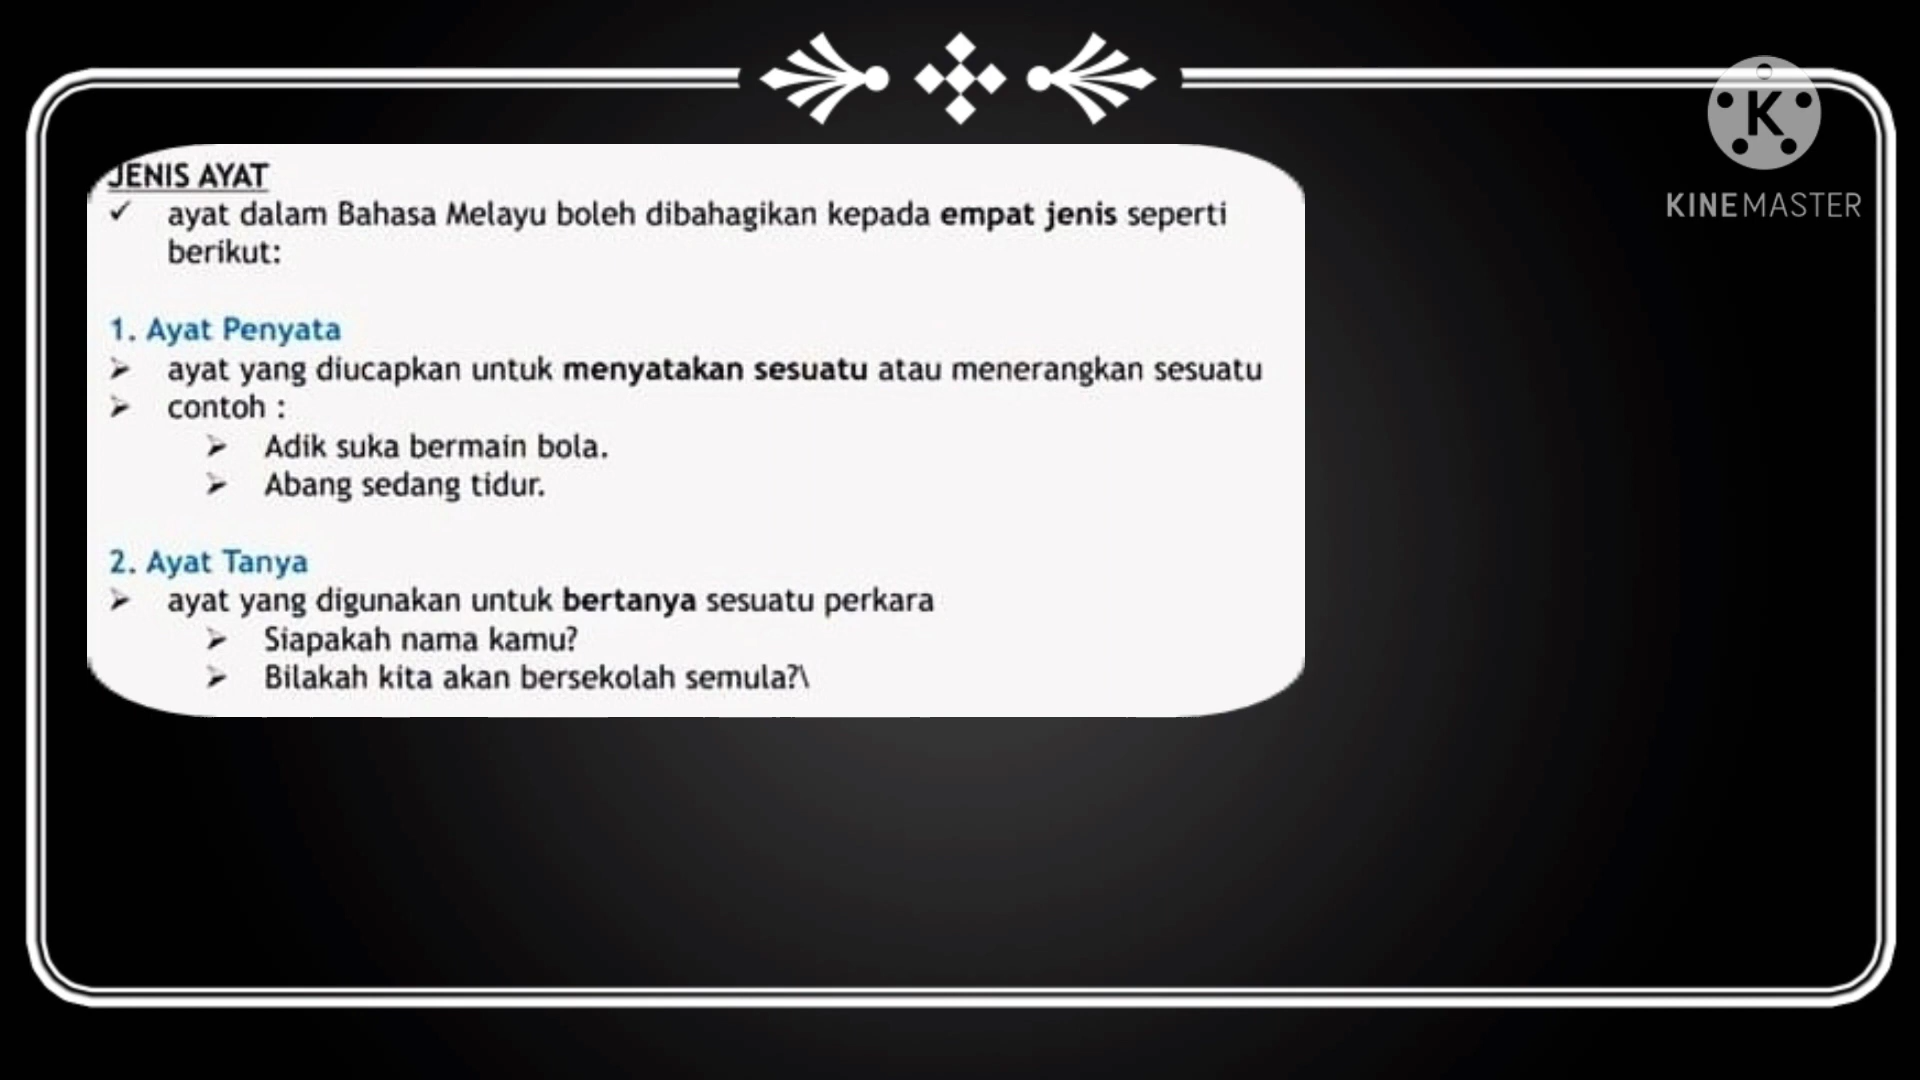 JENIS AYAT
✓ ayat dalam Bahasa Melayu boleh dibahagikan kepada empat jenis seperti
berikut:
1. Ayat Penyata
➢ ayat yang diucapkan untuk menyatakan sesuatu atau menerangkan sesuatu
➢ contoh :
➢ Adik suka bermain bola.
➢ Abang sedang tidur.
2. Ayat Tanya
➢ ayat yang digunakan untuk bertanya sesuatu perkara
➢ Siapakah nama kamu?
➢ Bilakah kita akan bersekolah semula?\
K
KINEMASTER